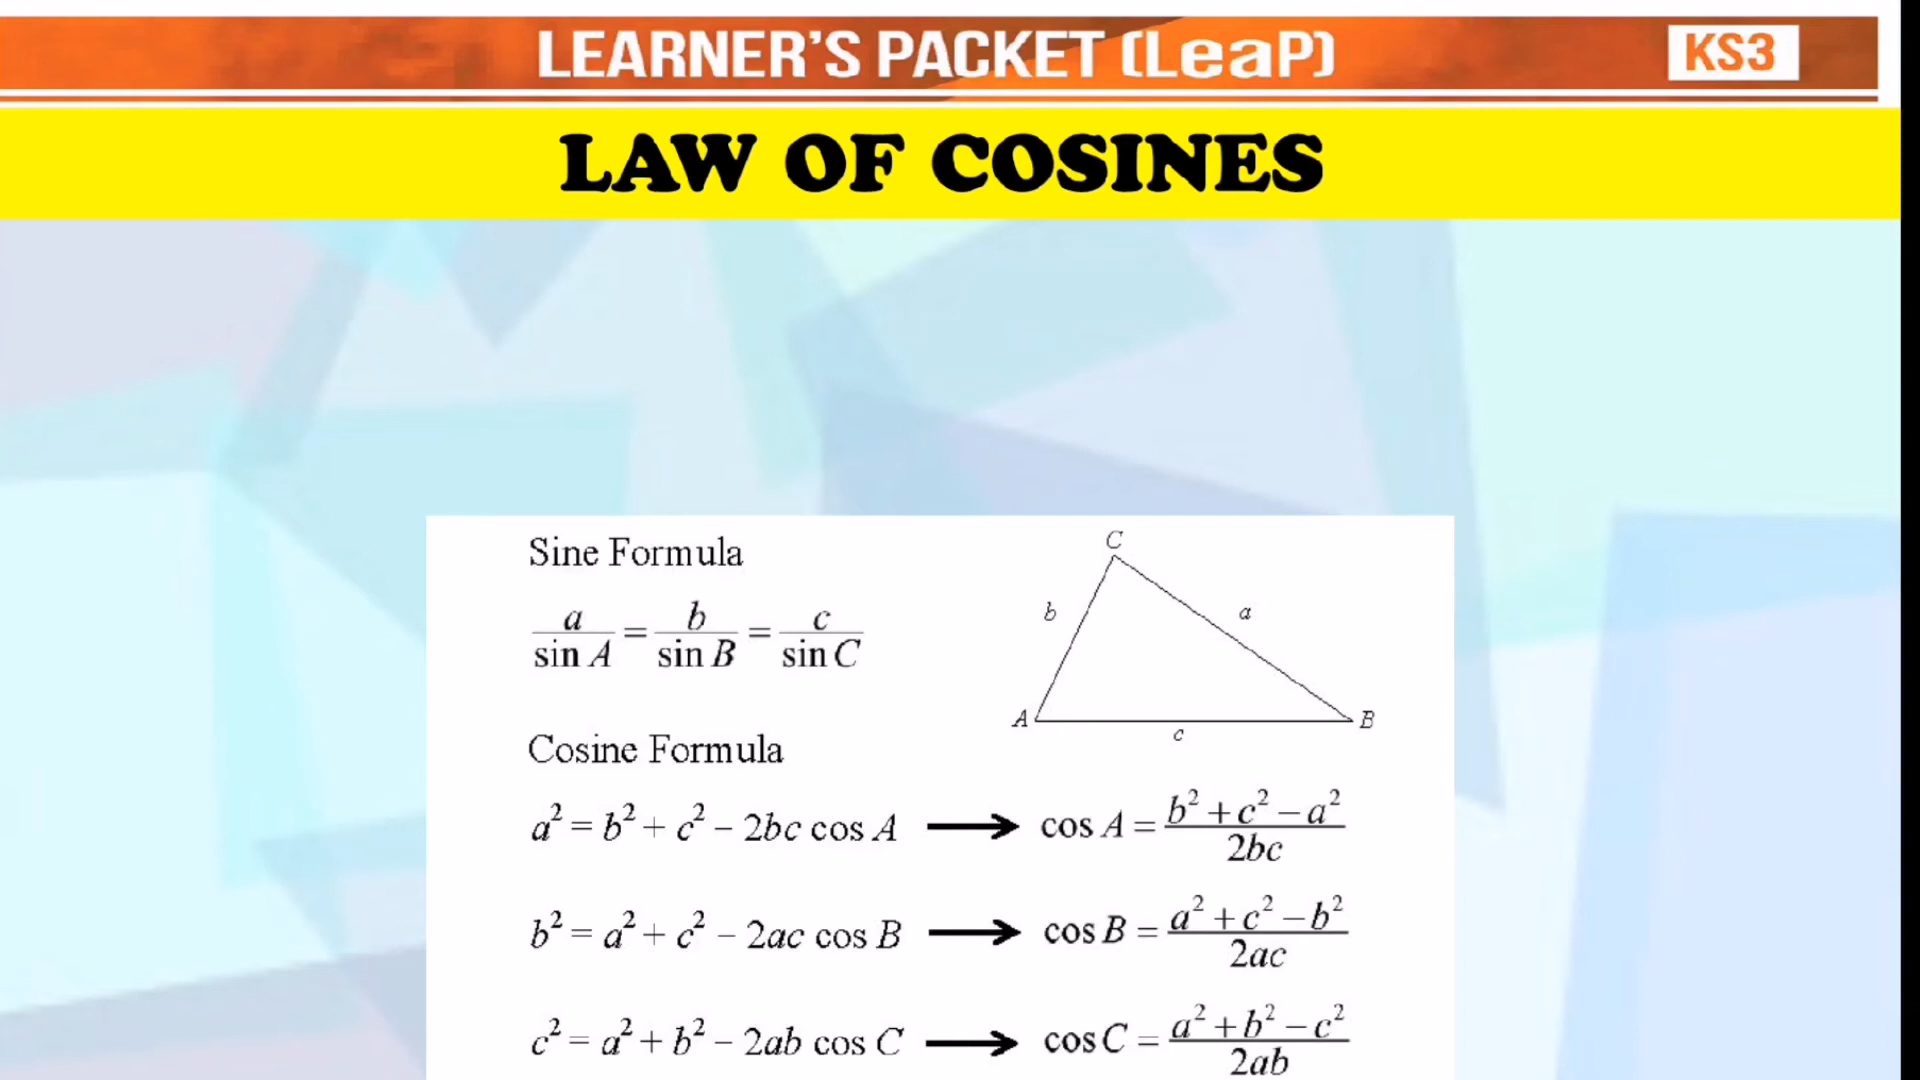 LEARNER'S PACKET (LeaP)
KS3
LAW OF COSINES
Sine Formula
a/sin A = b/sin B = c/sin C
C
b
a
A
B
c
Cosine Formula
a² = b² + c² − 2bc cos A → cos A = (b² + c² − a²)/2bc
b² = a² + c² − 2ac cos B → cos B = (a² + c² − b²)/2ac
c² = a² + b² − 2ab cos C → cos C = (a² + b² − c²)/2ab